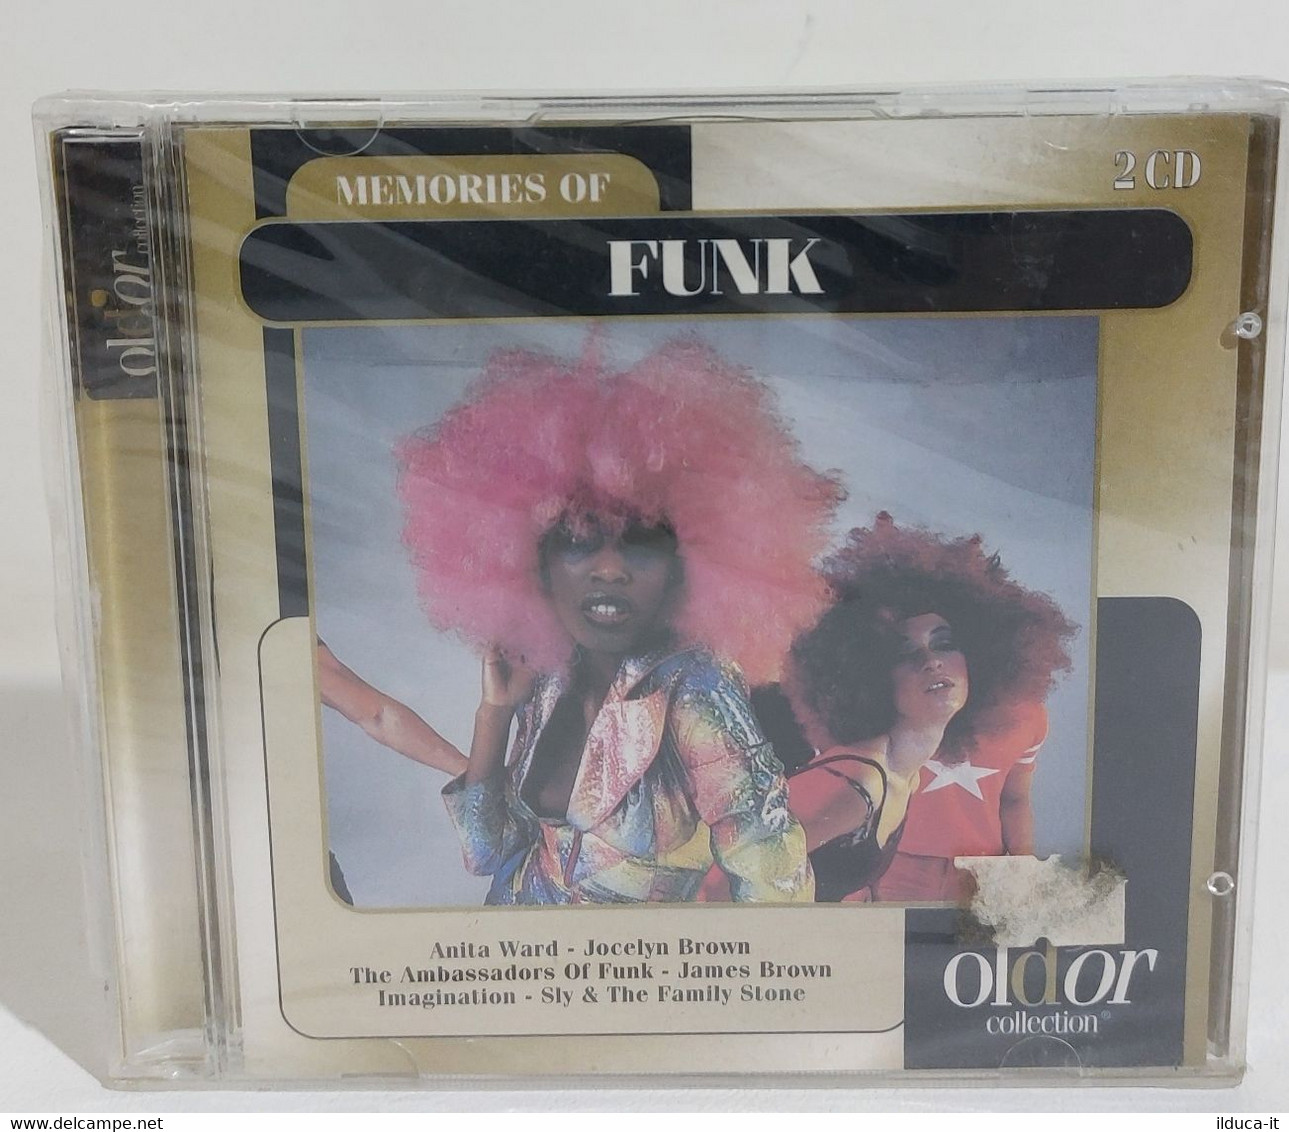 MEMORIES OF
2 CD
FUNK
oldor collection
Anita Ward - Jocelyn Brown
The Ambassadors Of Funk - James Brown
Imagination - Sly & The Family Stone
oldor
collection®
www.delcampe.net
ilduca-it